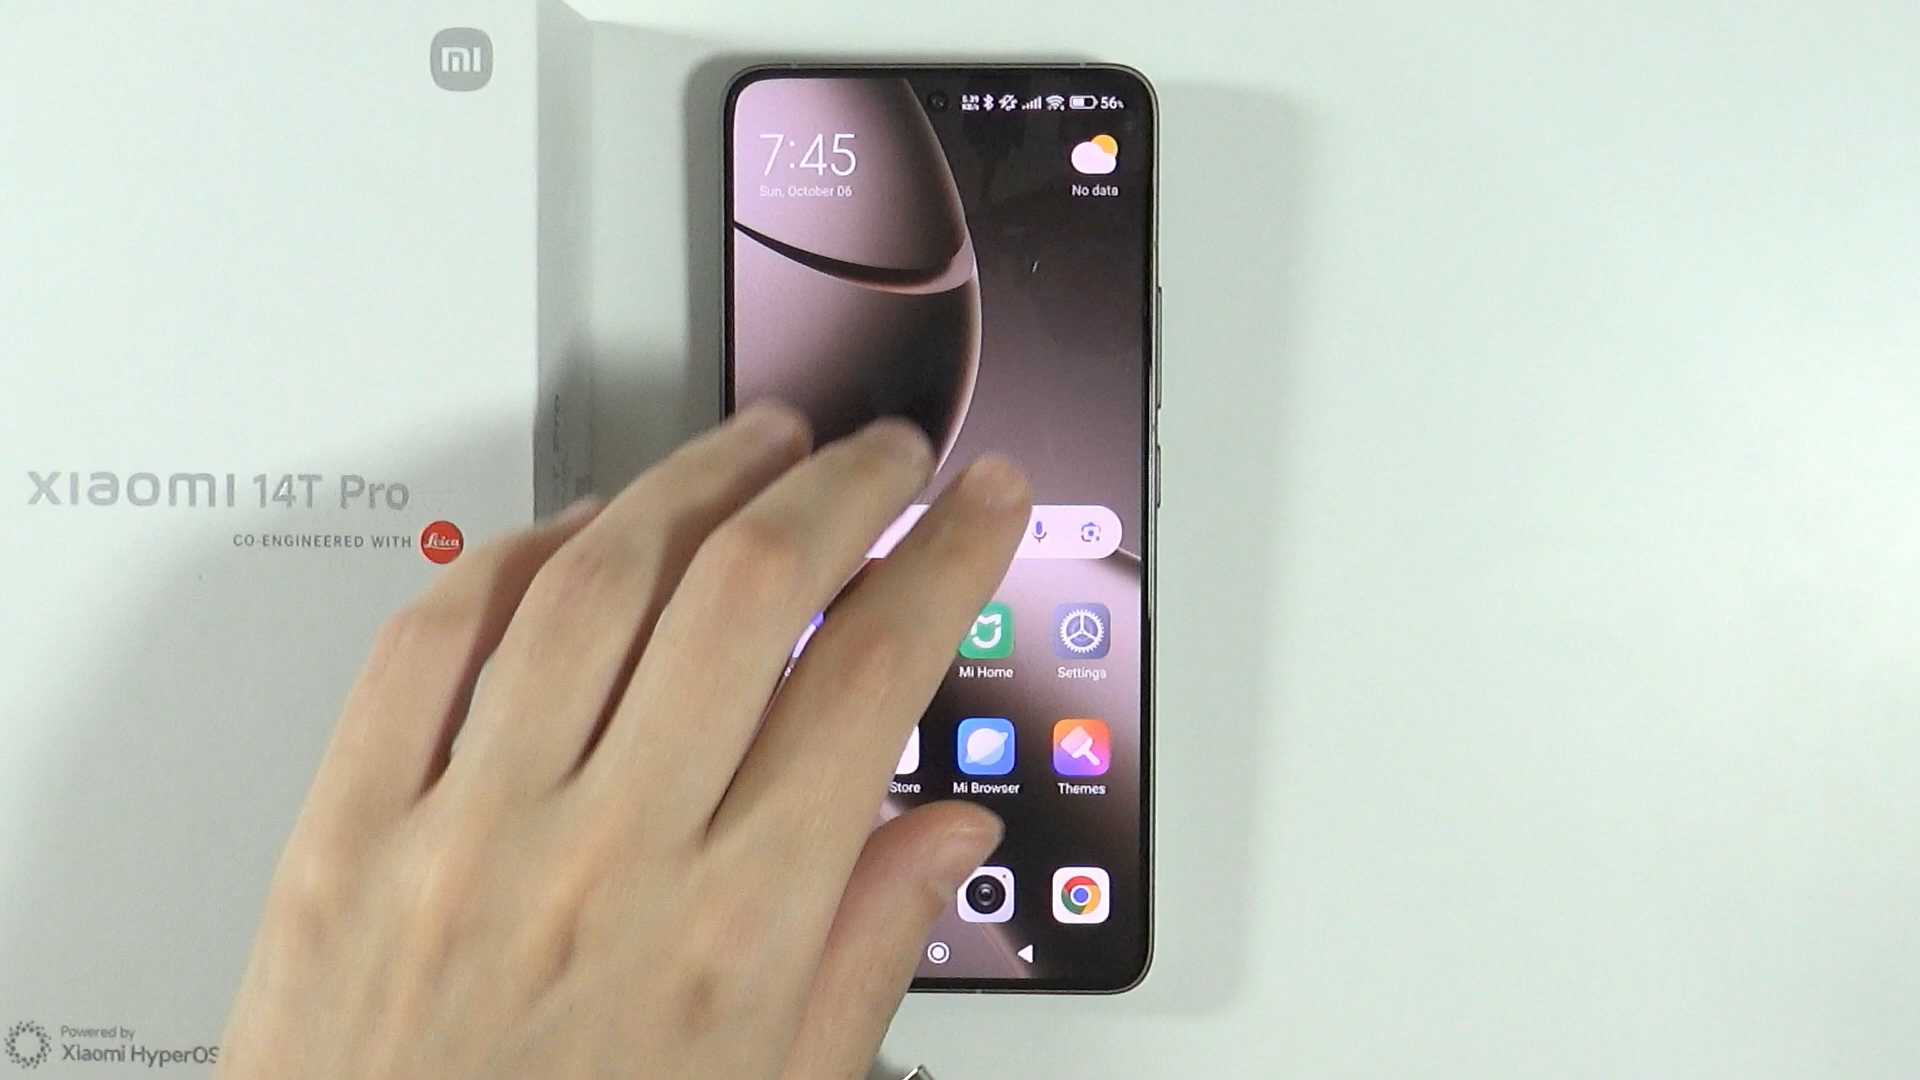 mi
xiaomi 14T Pro
CO-ENGINEERED WITH Leica
Powered by
Xiaomi HyperOS
56%
7:45
Sun, October 06
No data
Mi Home
Settings
Store
Mi Browser
Themes